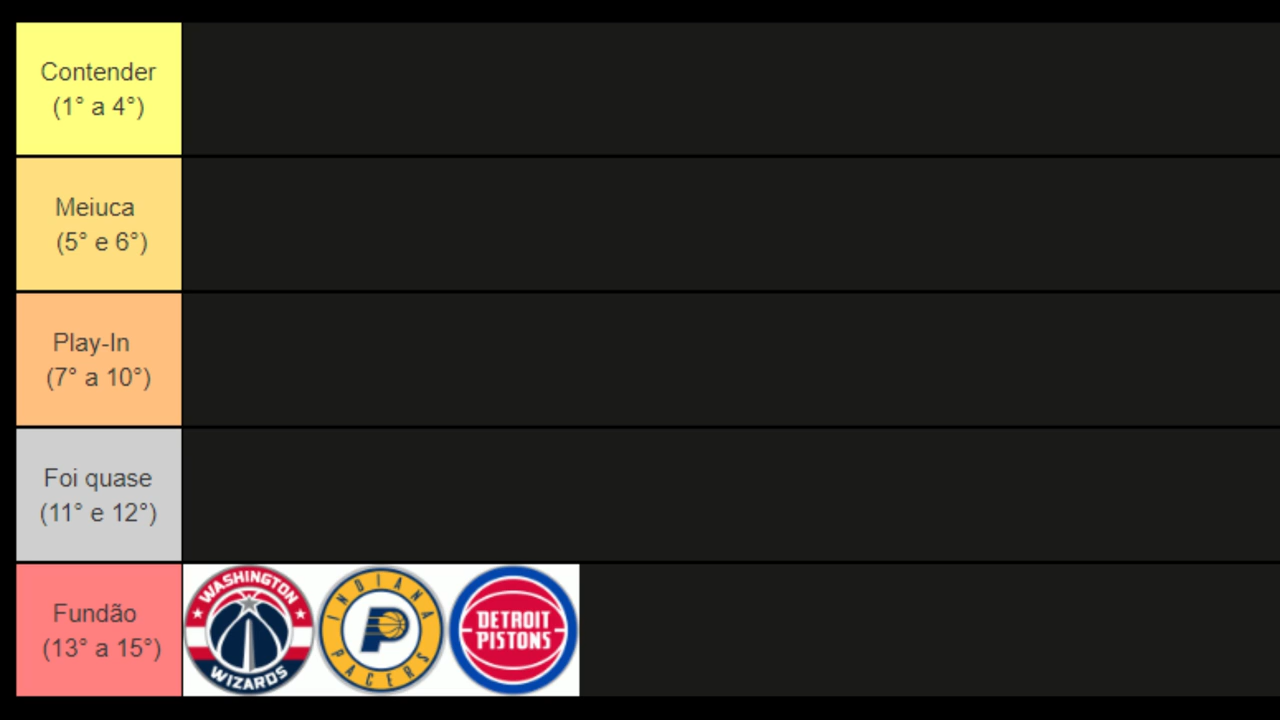 Contender
(1° a 4°)
Meiuca
(5° e 6°)
Play-In
(7° a 10°)
Foi quase
(11° e 12°)
Fundão
(13° a 15°)
WASHINGTON
WIZARDS
INDIANA
P
PACERS
DETROIT
PISTONS